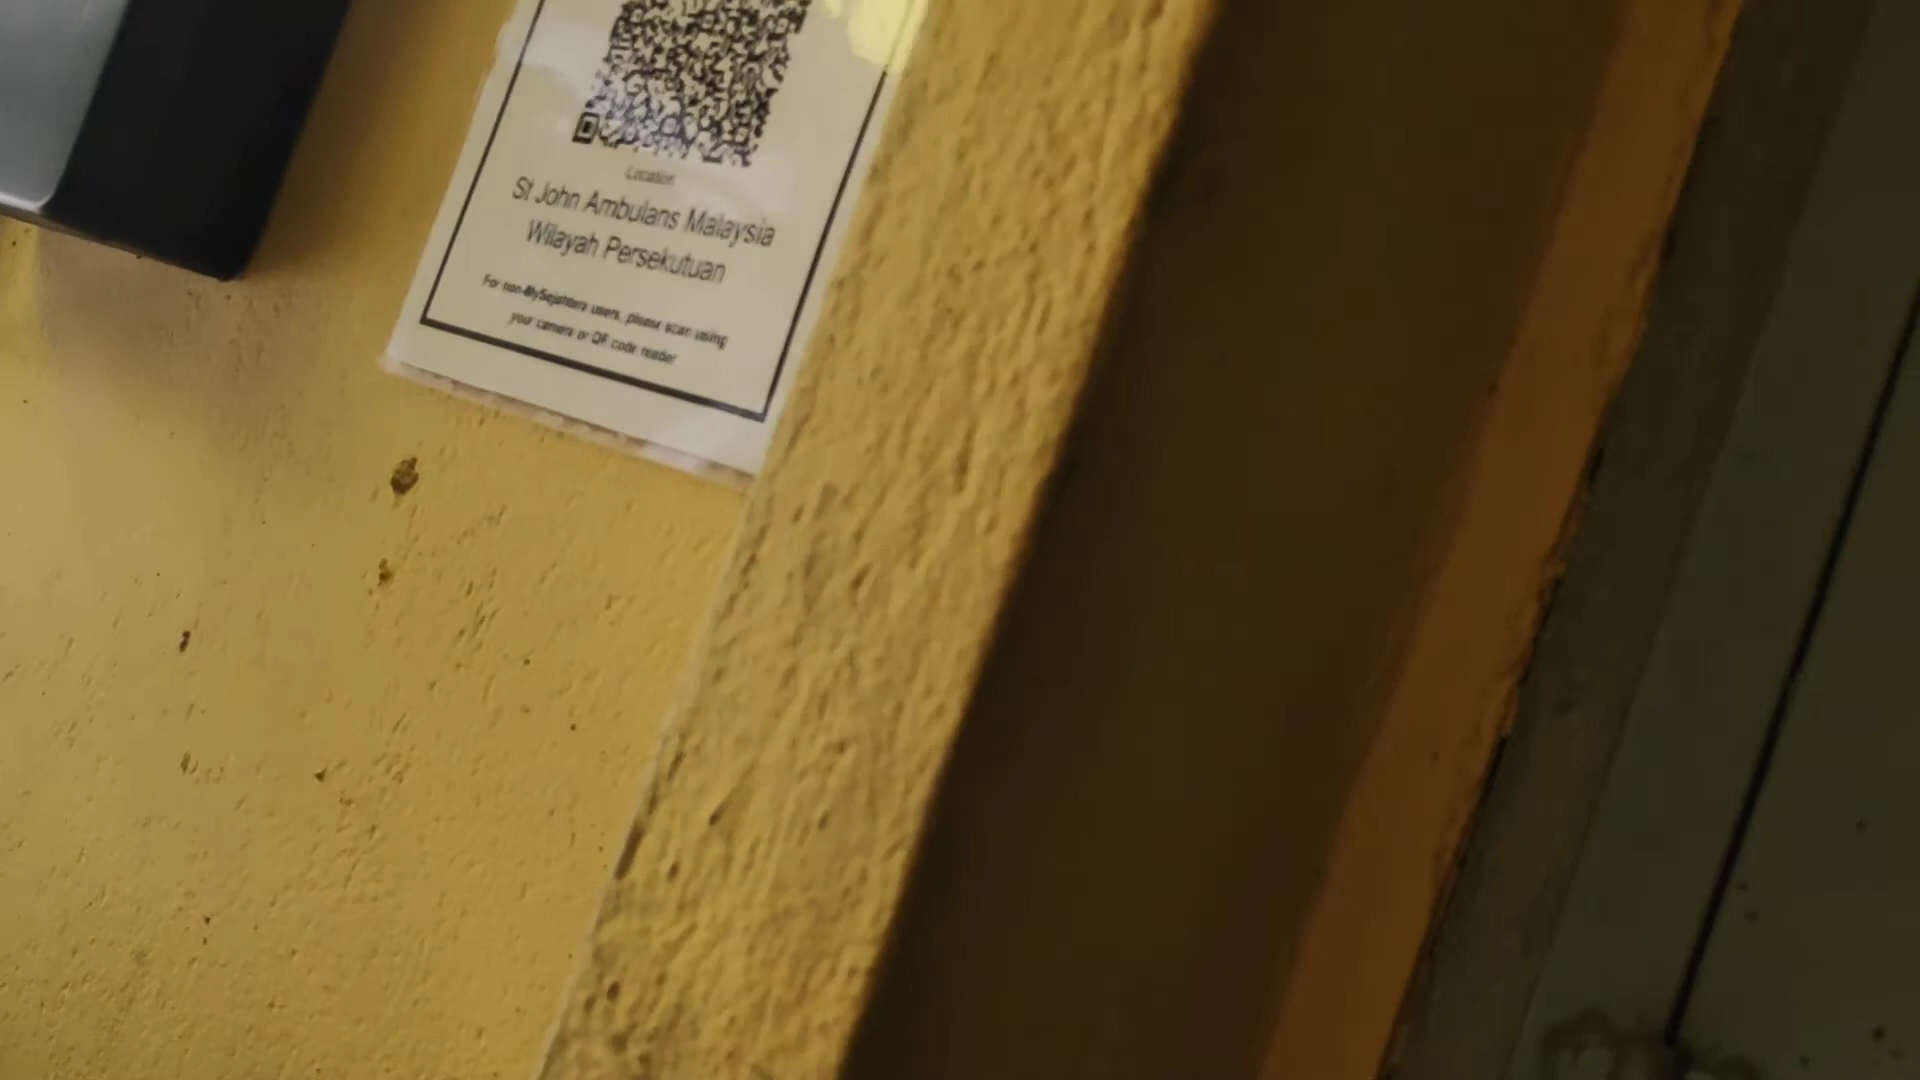 Location
St John Ambulans Malaysia
Wilayah Persekutuan
For non-MySejahtera users, please scan using
your camera or QR code reader